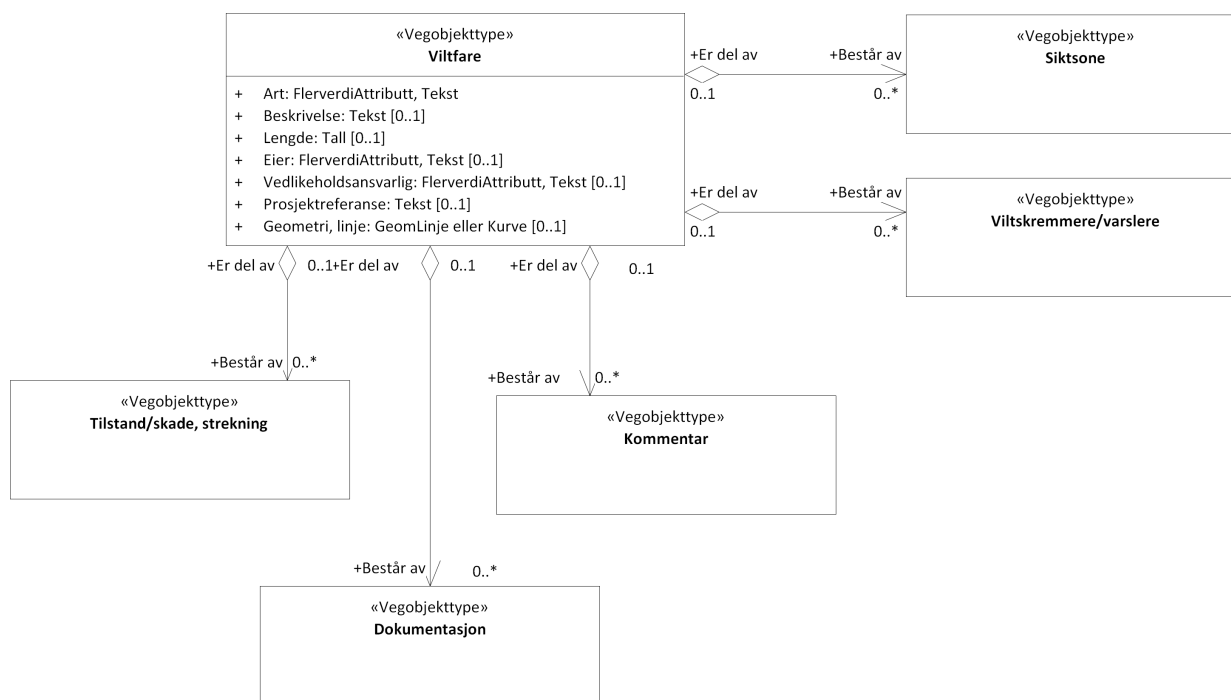 «Vegobjekttype»
Viltfare
+ Art: FlerverdiAttributt, Tekst
+ Beskrivelse: Tekst [0..1]
+ Lengde: Tall [0..1]
+ Eier: FlerverdiAttributt, Tekst [0..1]
+ Vedlikeholdsansvarlig: FlerverdiAttributt, Tekst [0..1]
+ Prosjektreferanse: Tekst [0..1]
+ Geometri, linje: GeomLinje eller Kurve [0..1]
+Er del av
+Består av
0..1
0..*
«Vegobjekttype»
Siktsone
+Er del av
+Består av
0..1
0..*
«Vegobjekttype»
Viltskremmere/varslere
+Er del av
0..1
+Er del av
0..1
+Er del av
0..1
+Består av
0..*
«Vegobjekttype»
Tilstand/skade, strekning
+Består av
0..*
«Vegobjekttype»
Kommentar
+Består av
0..*
«Vegobjekttype»
Dokumentasjon